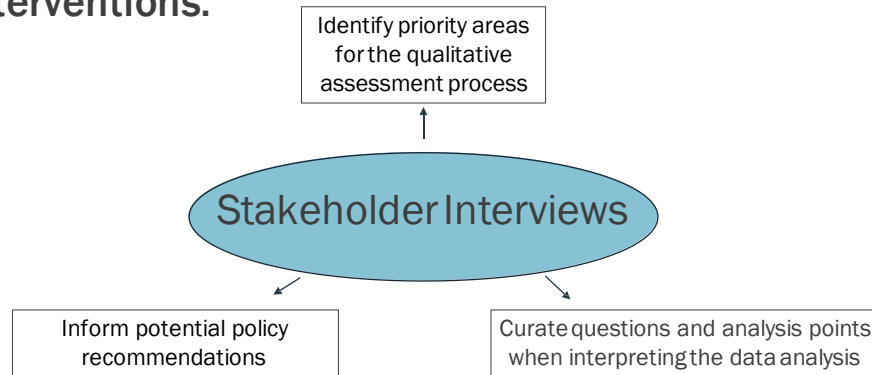 terventions.
Identify priority areas
for the qualitative
assessment process
Stakeholder Interviews
Inform potential policy
recommendations
Curate questions and analysis points
when interpreting the data analysis